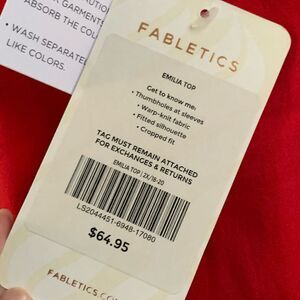 GARMENT
ABSORB THE COL
• WASH SEPARATE
LIKE COLORS.
FABLETICS
EMILIA TOP
Get to know me:
• Thumbholes at sleeves
• Warp-knit fabric
• Fitted silhouette
• Cropped fit
TAG MUST REMAIN ATTACHED
FOR EXCHANGES & RETURNS
EMILIA TOP | 2X/18-20
LS2044451-6948-17080
$64.95
FABLETICS.CO